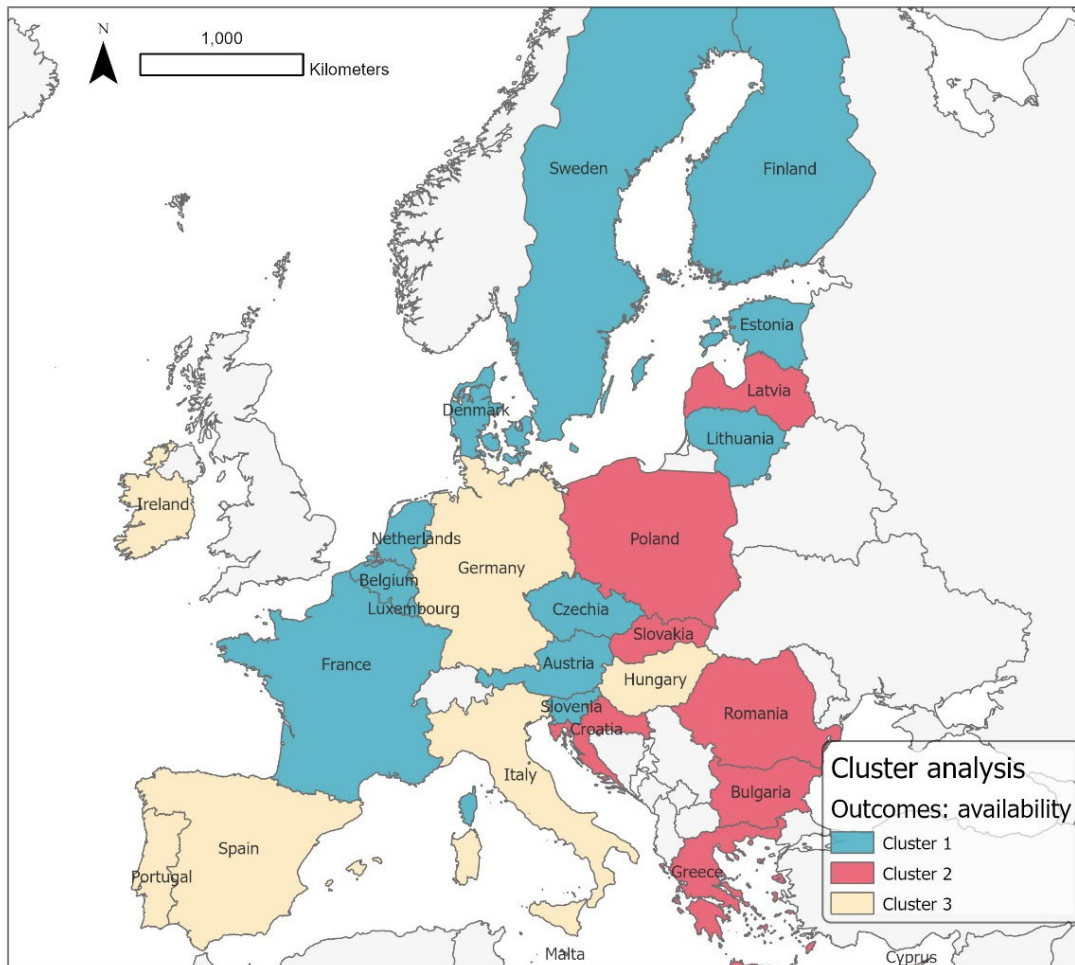 N
1,000
Kilometers
Sweden
Finland
Estonia
Latvia
Denmark
Lithuania
Ireland
Netherlands
Poland
Germany
Belgium
Luxembourg
Czechia
Slovakia
France
Austria
Hungary
Slovenia
Romania
Croatia
Italy
Bulgaria
Spain
Portugal
Greece
Malta
Cyprus
Cluster analysis
Outcomes: availability
Cluster 1
Cluster 2
Cluster 3